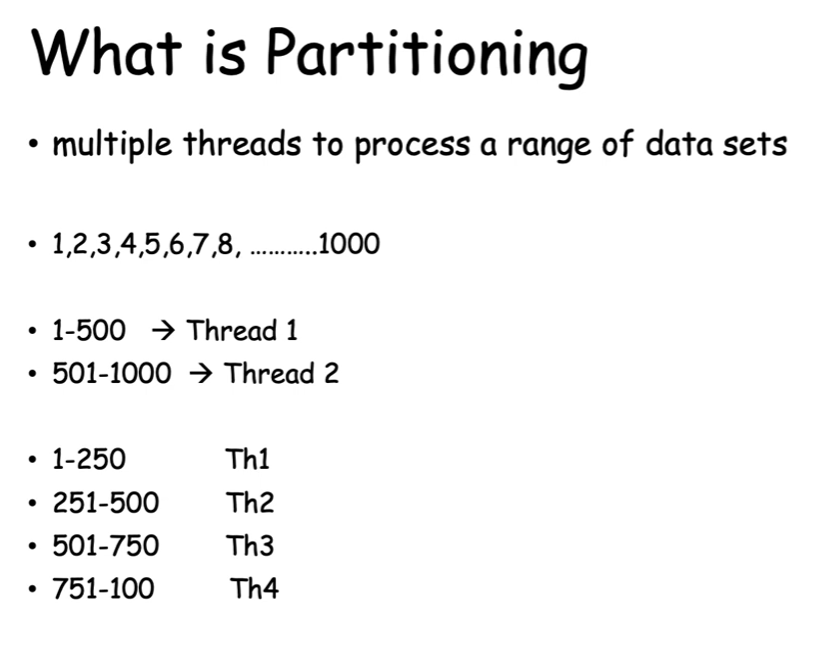 What is Partitioning
• multiple threads to process a range of data sets
• 1,2,3,4,5,6,7,8, ………..1000
• 1-500 → Thread 1
• 501-1000 → Thread 2
• 1-250 Th1
• 251-500 Th2
• 501-750 Th3
• 751-100 Th4